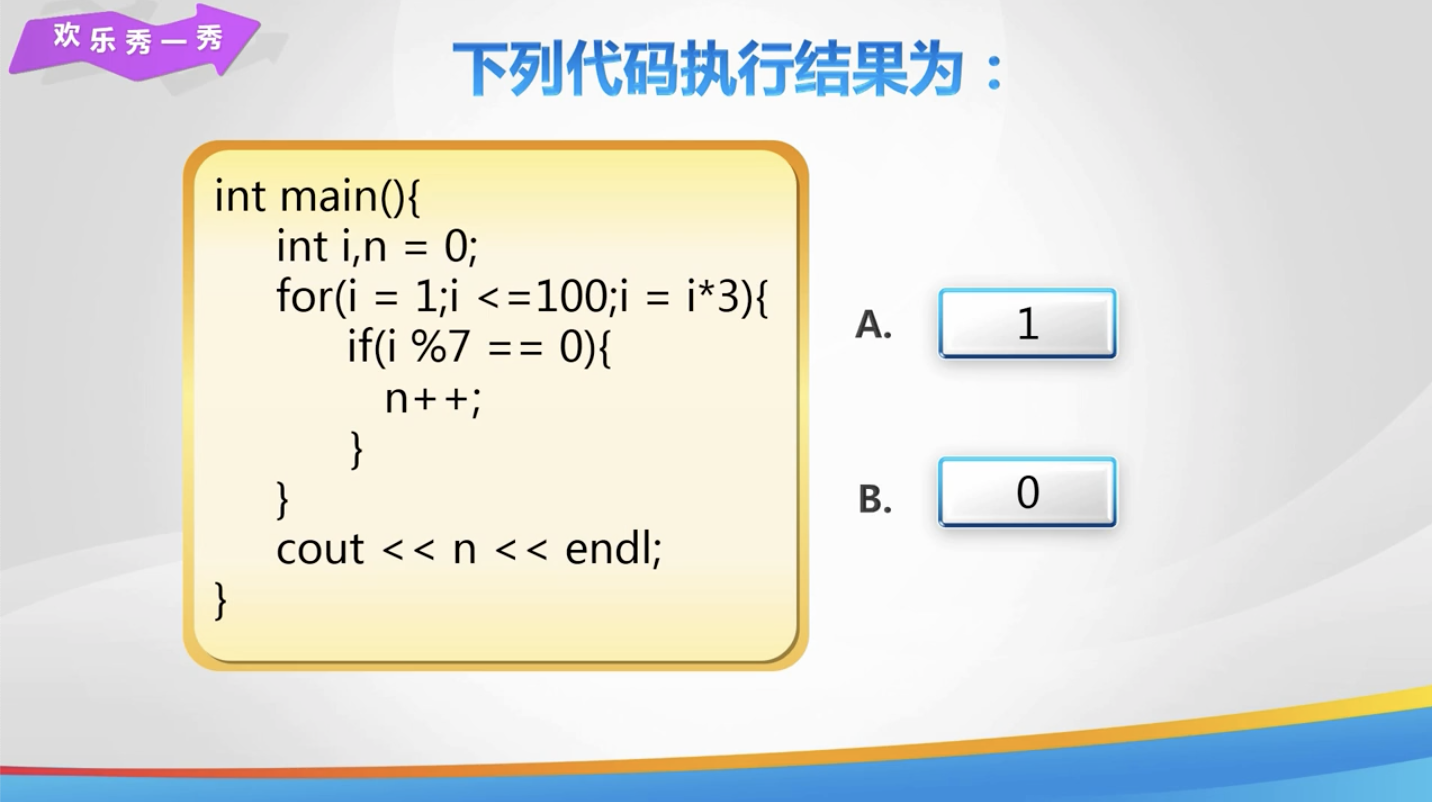 欢乐秀一秀
下列代码执行结果为：
int main(){
int i,n = 0;
for(i = 1;i <=100;i = i*3){
if(i %7 == 0){
n++;
}
}
cout << n << endl;
}
A. 1
B. 0